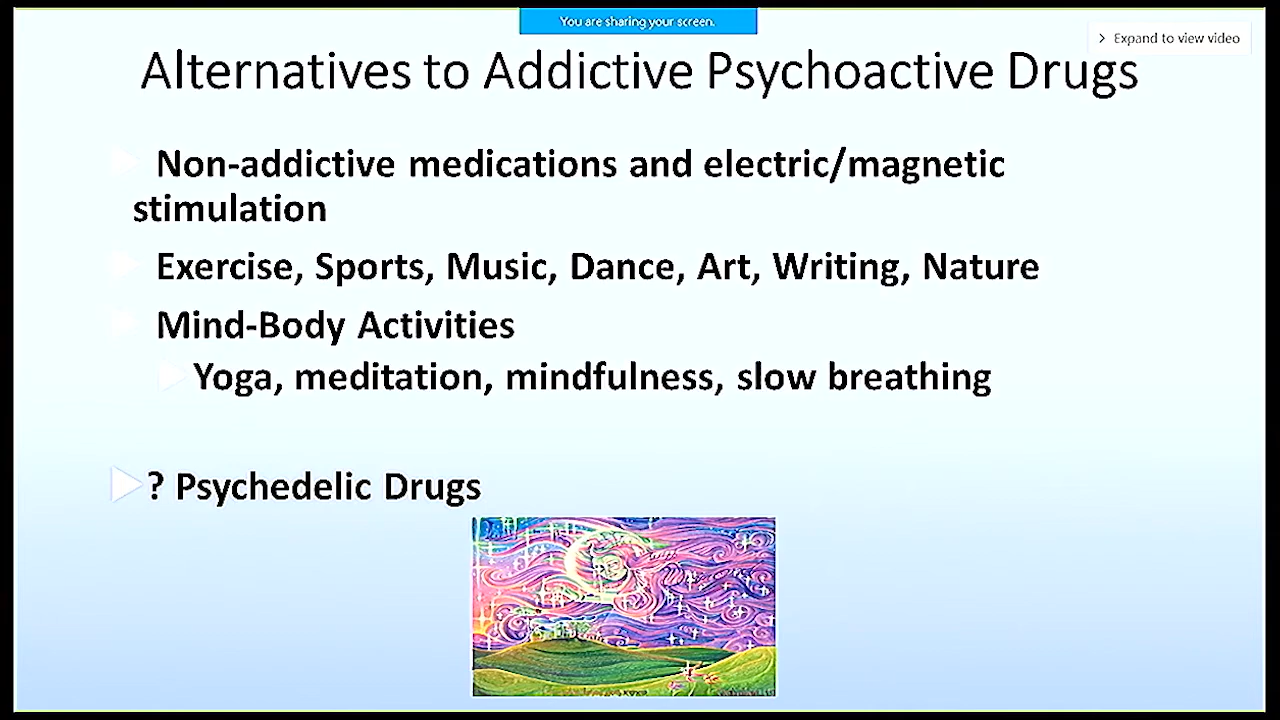 You are sharing your screen.
Expand to view video
Alternatives to Addictive Psychoactive Drugs
Non-addictive medications and electric/magnetic
stimulation
Exercise, Sports, Music, Dance, Art, Writing, Nature
Mind-Body Activities
Yoga, meditation, mindfulness, slow breathing
? Psychedelic Drugs